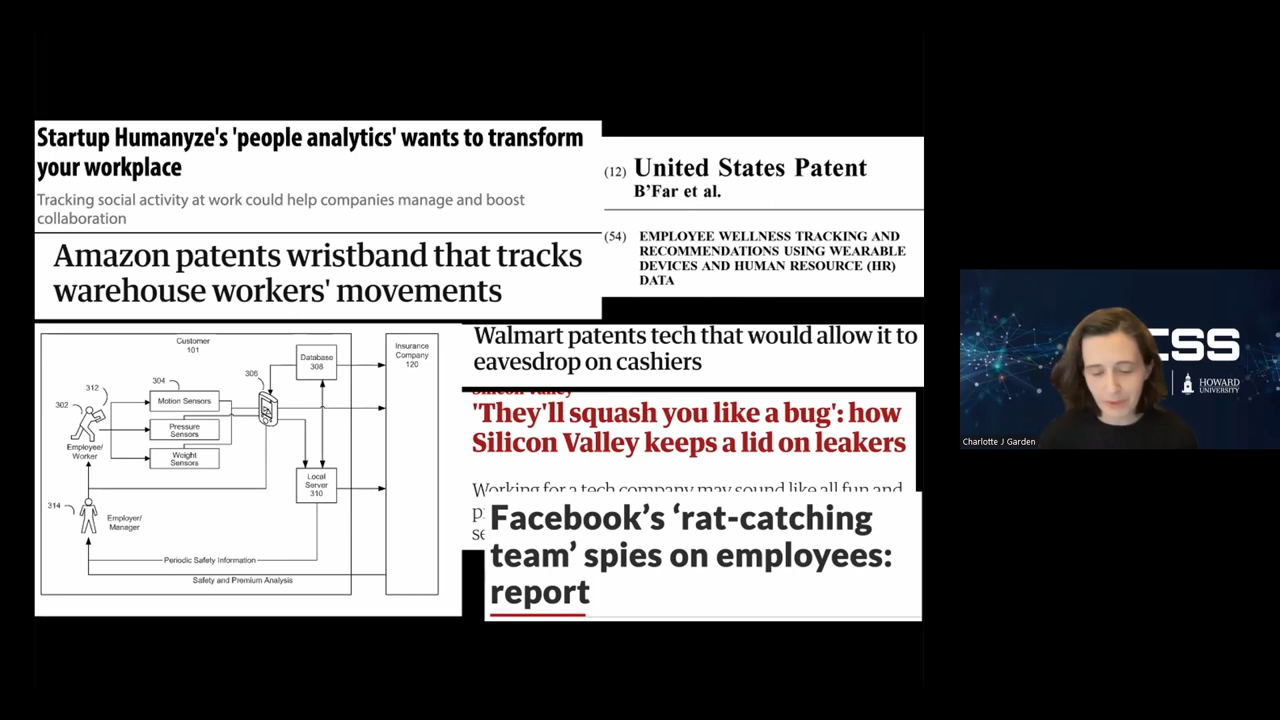 Startup Humanyze's 'people analytics' wants to transform
your workplace
Tracking social activity at work could help companies manage and boost
collaboration
Amazon patents wristband that tracks
warehouse workers' movements
(12) United States Patent
B'Far et al.
(54) EMPLOYEE WELLNESS TRACKING AND
RECOMMENDATIONS USING WEARABLE
DEVICES AND HUMAN RESOURCE (HR)
DATA
Customer
101
Insurance
Company
120
Database
308
306
304
312
302
Motion Sensors
Pressure
Sensors
Weight
Sensors
Employee/
Worker
Local
Server
310
314
Employer/
Manager
Periodic Safety Information
Safety and Premium Analysis
Walmart patents tech that would allow it to
eavesdrop on cashiers
Silicon Valley
'They'll squash you like a bug': how
Silicon Valley keeps a lid on leakers
Working for a tech company may sound like all fun and
Facebook's 'rat-catching
team' spies on employees:
report
CSS
HOWARD
UNIVERSITY
Charlotte J Garden